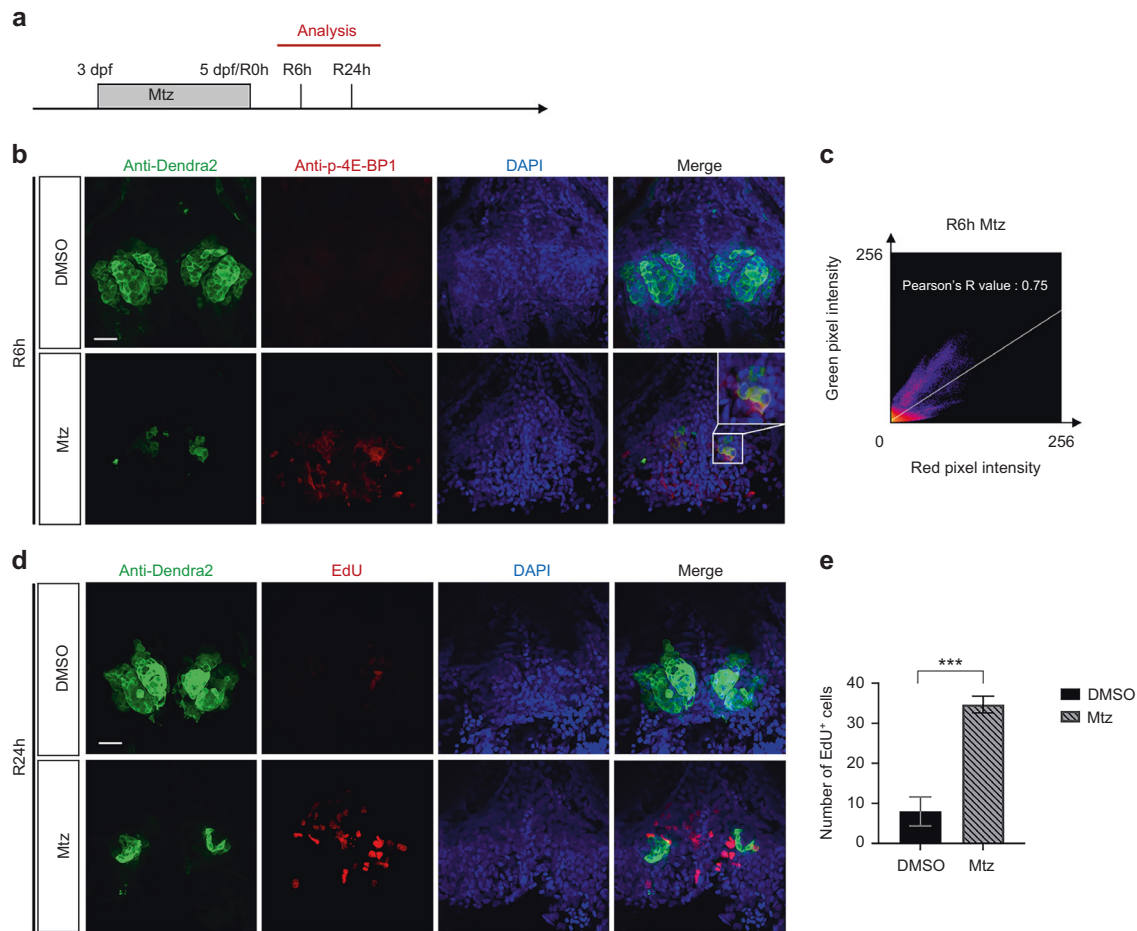 a
Analysis
3 dpf
5 dpf/R0h
R6h
R24h
Mtz
b
Anti-Dendra2
Anti-p-4E-BP1
DAPI
Merge
R6h
DMSO
Mtz
c
R6h Mtz
256
Pearson's R value : 0.75
Green pixel intensity
0
256
Red pixel intensity
d
Anti-Dendra2
EdU
DAPI
Merge
R24h
DMSO
Mtz
e
***
Number of EdU+ cells
40
30
20
10
0
DMSO
Mtz
DMSO
Mtz